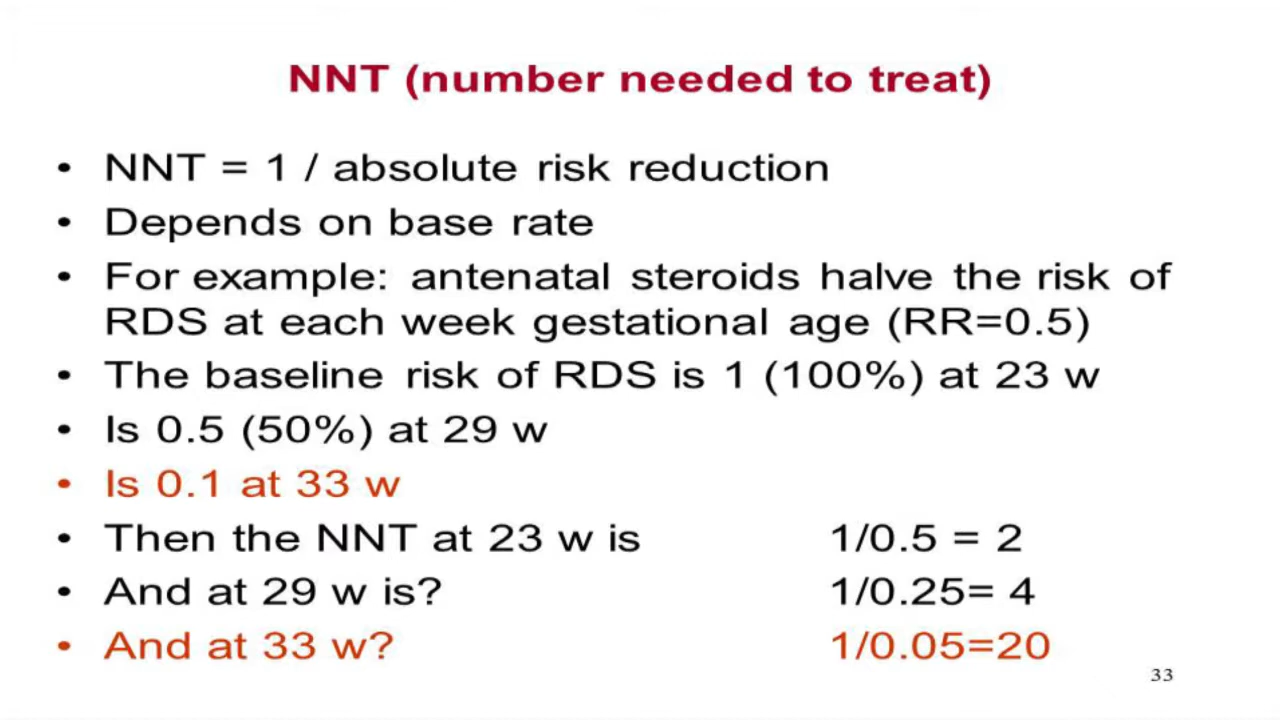 NNT (number needed to treat)
• NNT = 1 / absolute risk reduction
• Depends on base rate
• For example: antenatal steroids halve the risk of
RDS at each week gestational age (RR=0.5)
• The baseline risk of RDS is 1 (100%) at 23 w
• Is 0.5 (50%) at 29 w
• Is 0.1 at 33 w
• Then the NNT at 23 w is 1/0.5 = 2
• And at 29 w is? 1/0.25= 4
• And at 33 w? 1/0.05=20
33